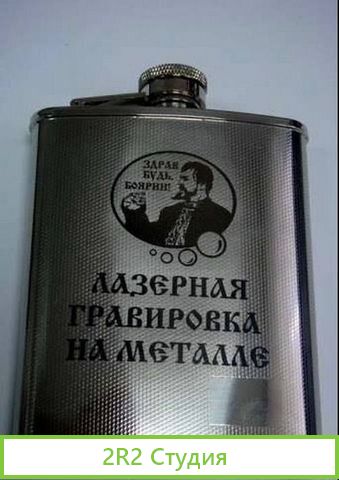 ЗДРАВ
БУДЬ,
БОЯРИН!
ЛАЗЕРНАЯ
ГРАВИРОВКА
НА МЕТАЛЛЕ
2R2 Студия